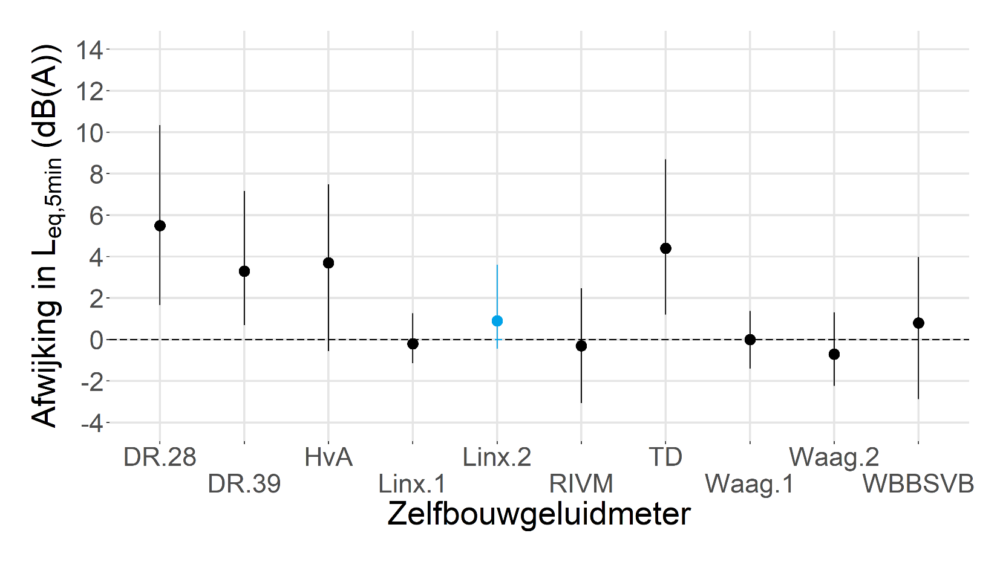 Afwijking in Leq,5min (dB(A))
14
12
10
8
6
4
2
0
-2
-4
DR.28 HvA Linx.2 TD Waag.2
DR.39 Linx.1 RIVM Waag.1 WBBSVB
Zelfbouwgeluidmeter